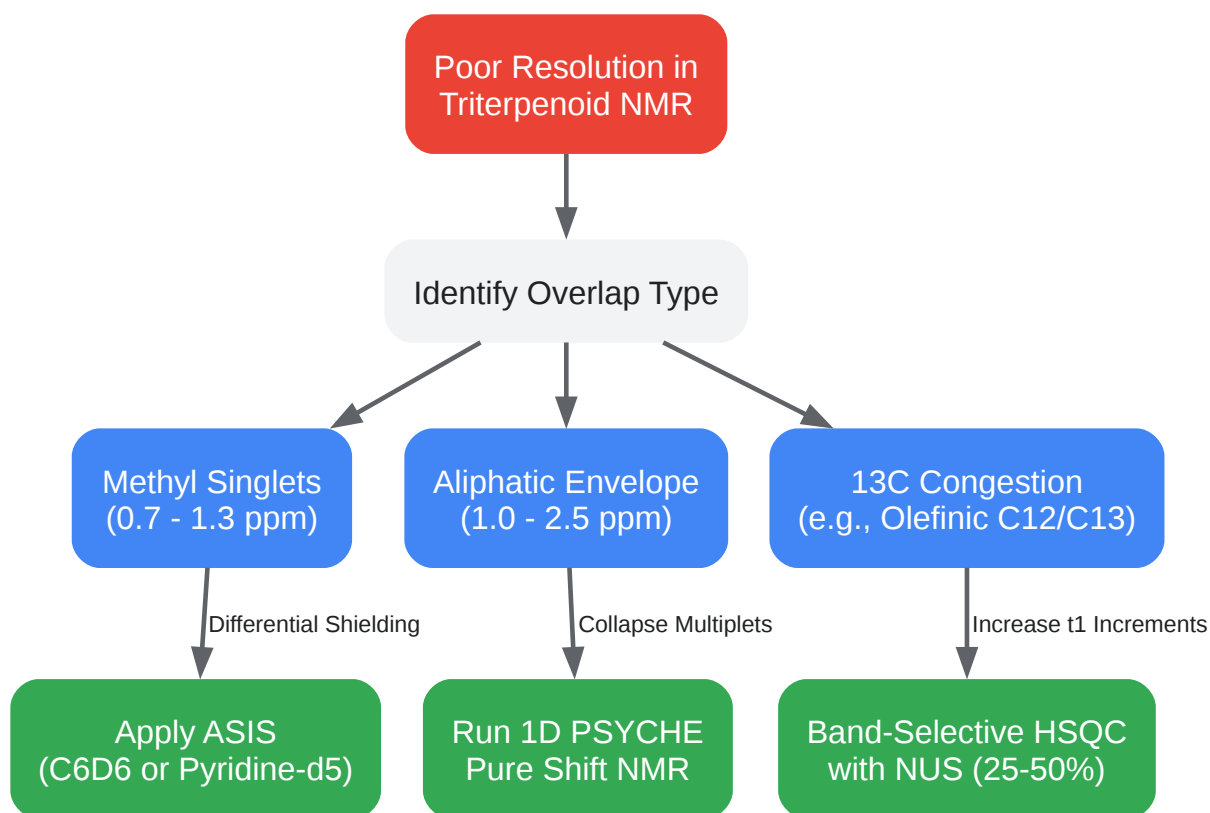 Poor Resolution in
Triterpenoid NMR
Identify Overlap Type
Methyl Singlets
(0.7 - 1.3 ppm)
Aliphatic Envelope
(1.0 - 2.5 ppm)
13C Congestion
(e.g., Olefinic C12/C13)
Differential Shielding
Collapse Multiplets
Increase t1 Increments
Apply ASIS
(C6D6 or Pyridine-d5)
Run 1D PSYCHE
Pure Shift NMR
Band-Selective HSQC
with NUS (25-50%)